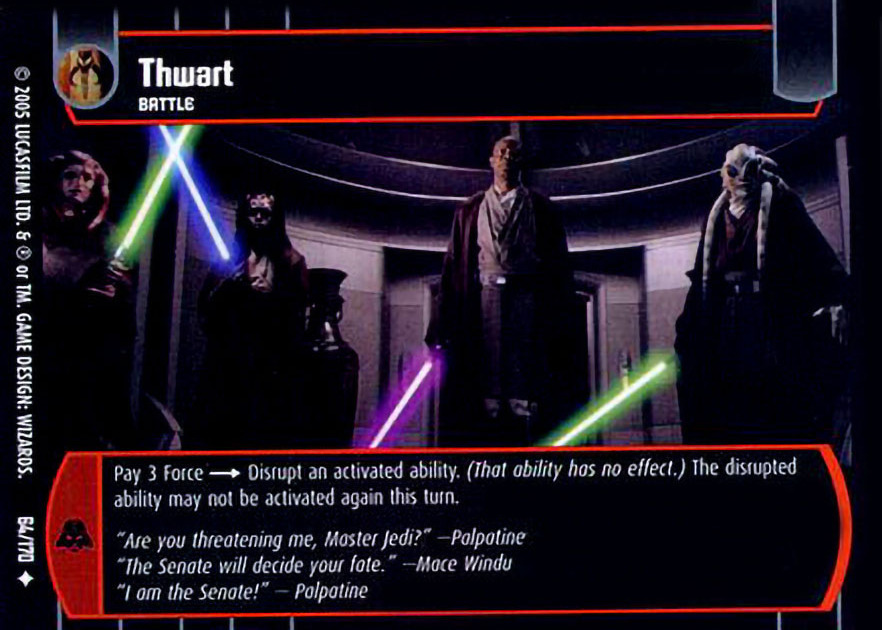 Thwart
BATTLE
Pay 3 Force → Disrupt an activated ability. (That ability has no effect.) The disrupted
ability may not be activated again this turn.
"Are you threatening me, Master Jedi?" –Palpatine
"The Senate will decide your fate." –Mace Windu
"I am the Senate!" – Palpatine
© 2005 LUCASFILM LTD. & ® or TM. GAME DESIGN: WIZARDS. 64/170 ✦